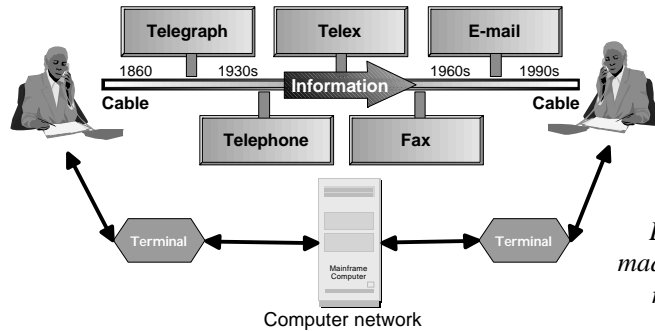 Telegraph
Telex
E-mail
1860
1930s
Information
1960s
1990s
Cable
Cable
Telephone
Fax
Terminal
Mainframe
Computer
Terminal
Computer network